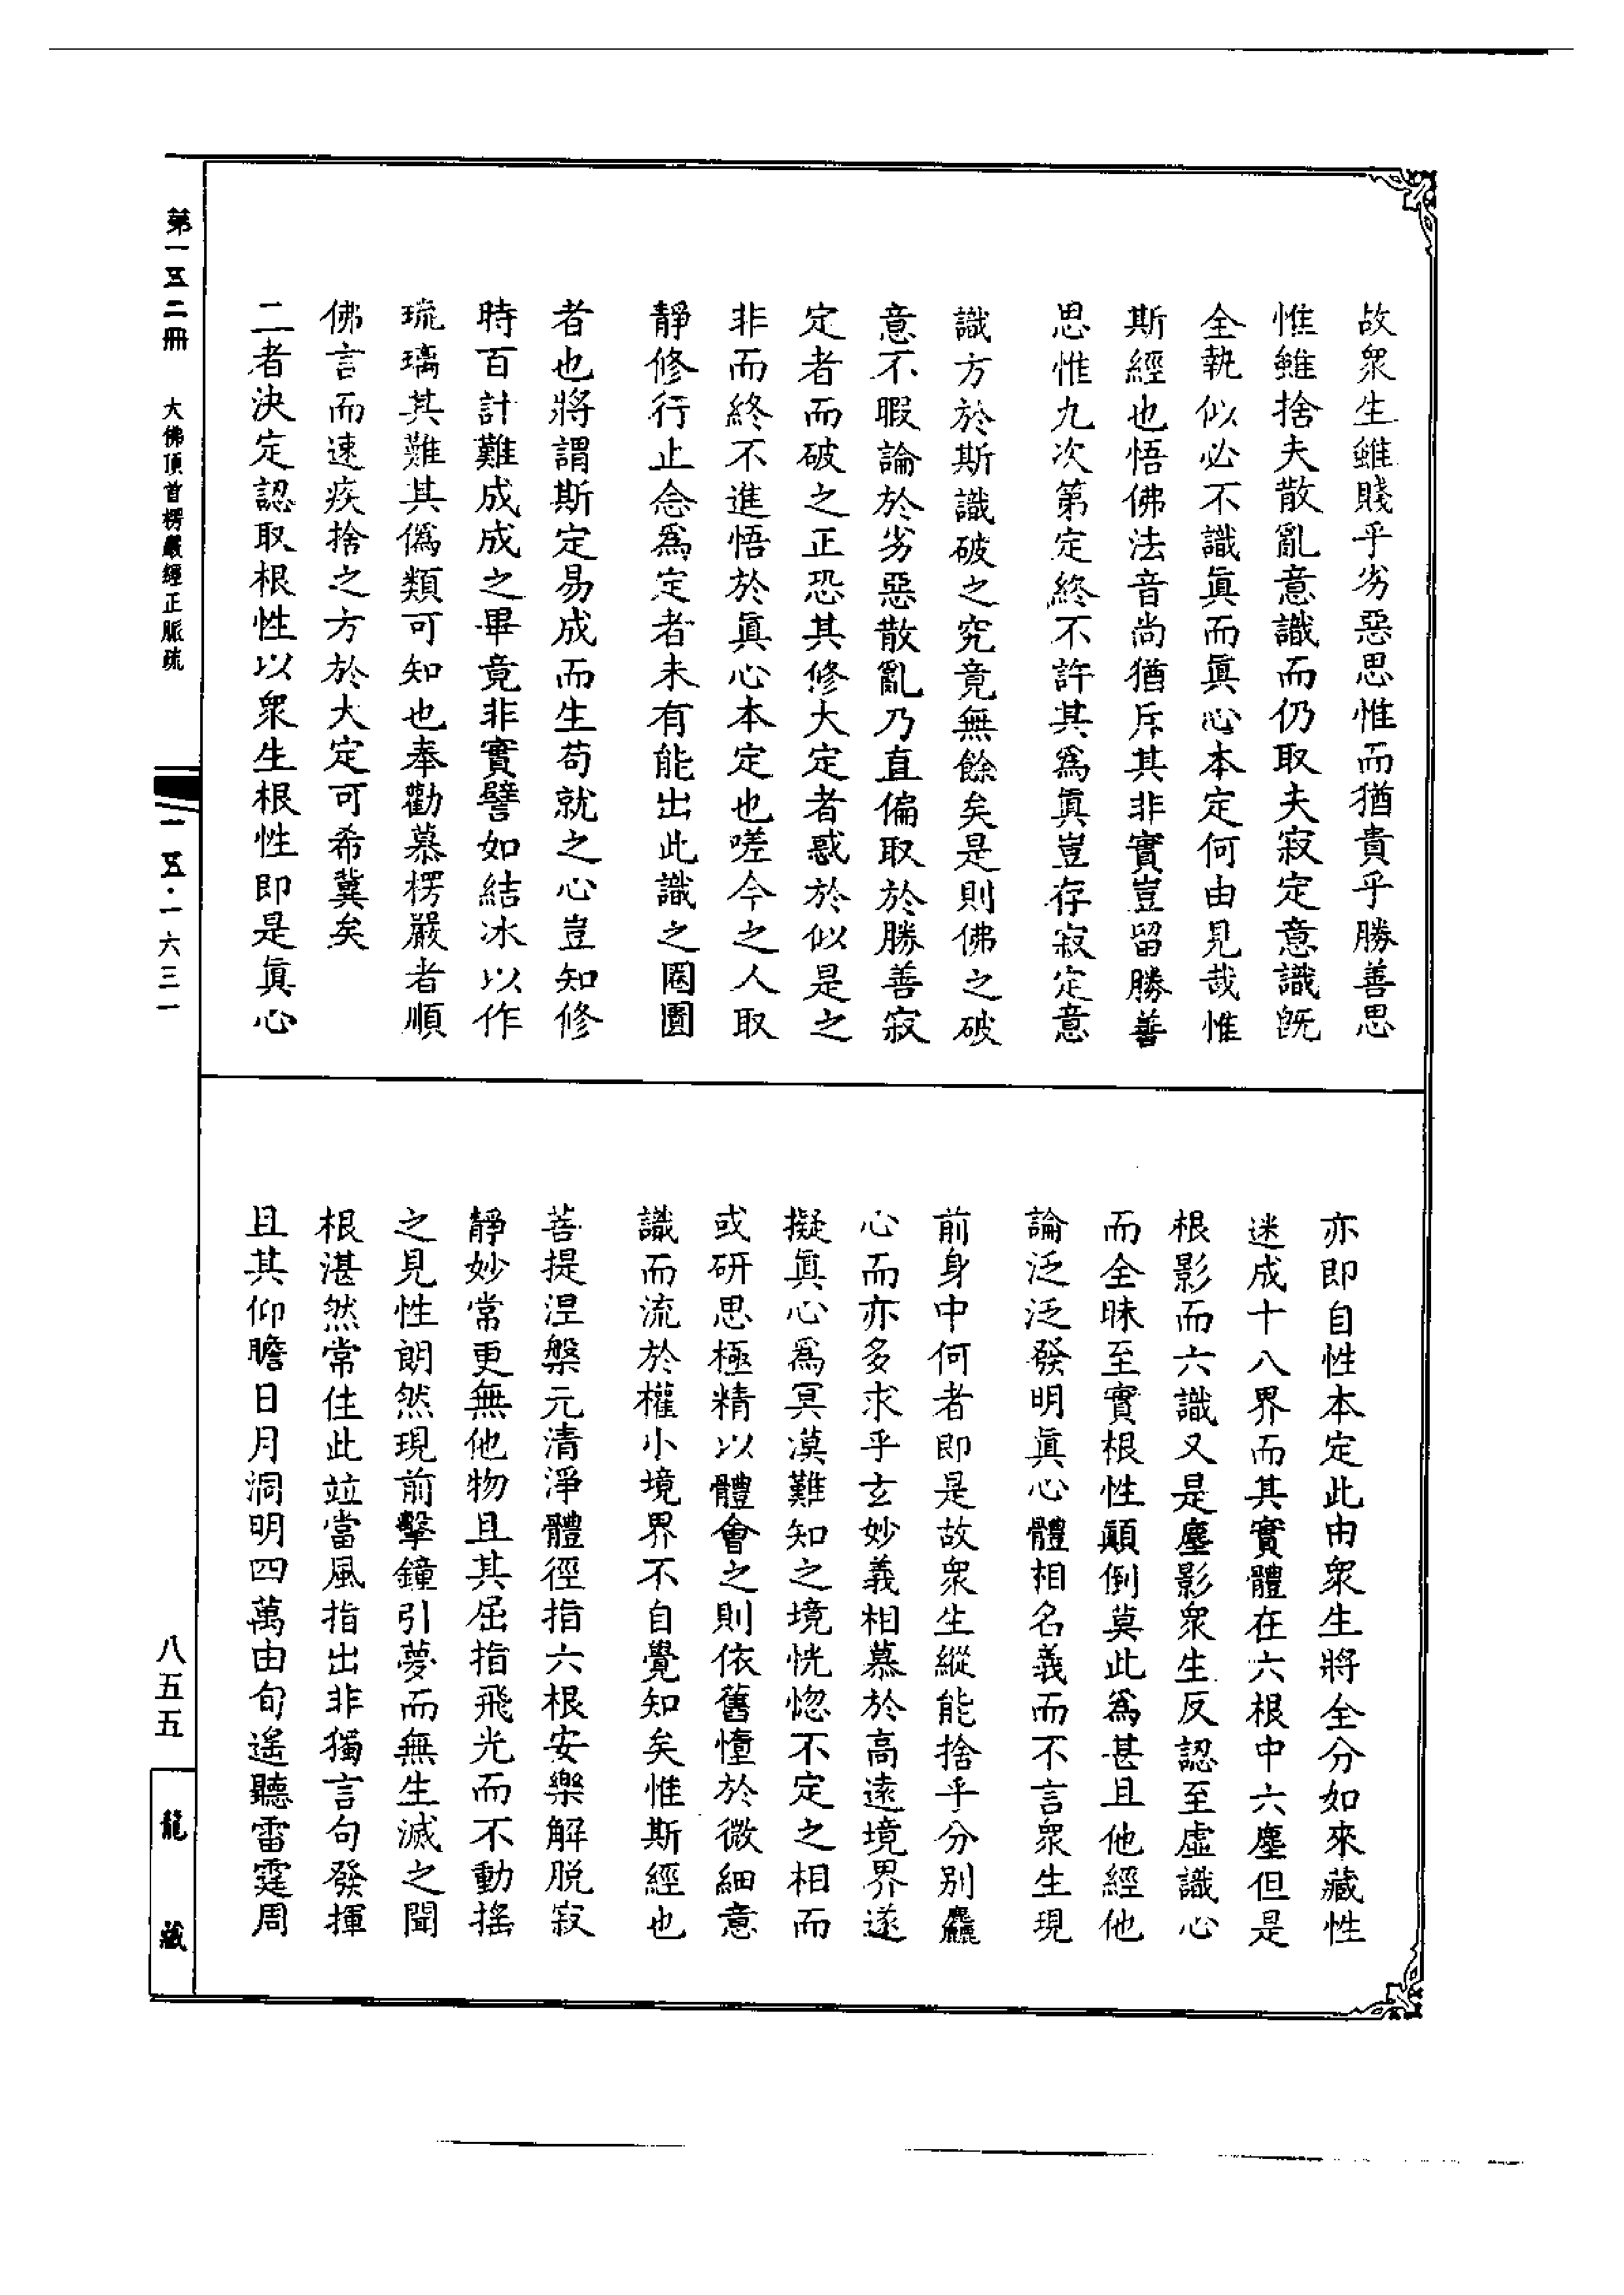 故衆生雖賤乎劣惡思惟而猶貴乎勝善思
惟雖捨夫散亂意識而仍取夫寂定意識旣
全執似必不識眞而眞心本定何由見哉惟
斯經也悟佛法音尚猶斥其非實豈留勝善
思惟九次第定終不許其爲眞豈存寂定意
識方於斯識破之究竟無餘矣是則佛之破
意不暇論於劣惡散亂乃直偏取於勝善寂
定者而破之正恐其修大定者惑於似是之
非而終不進悟於眞心本定也嗟今之人取
靜修行止念爲定者未有能出此識之圈圚
者也將謂斯定易成而生苟就之心豈知修
時百計難成成之畢竟非實譬如結冰以作
琉璃其難其僞類可知也奉勸慕楞嚴者順
佛言而速疾捨之方於大定可希冀矣
二者決定認取根性以衆生根性即是眞心
亦即自性本定此由衆生將全分如來藏性
迷成十八界而其實體在六根中六塵但是
根影而六識又是塵影衆生反認至虛識心
而全昧至實根性顚倒莫此爲甚且他經他
論泛泛發明眞心體相名義而不言衆生現
前身中何者即是故衆生縱能捨乎分別麤
心而亦多求乎玄妙義相慕於高遠境界遂
擬眞心爲冥漠難知之境恍惚不定之相而
或研思極精以體會之則依舊墮於微細意
識而流於權小境界不自覺知矣惟斯經也
菩提涅槃元清淨體徑指六根安樂解脱寂
靜妙常更無他物且其屈指飛光而不動搖
之見性朗然現前擊鐘引夢而無生滅之聞
根湛然常住此竝當風指出非獨言句發揮
且其仰瞻日月洞明四萬由旬遙聽雷霆周
第一五二冊　大佛頂首楞嚴經正脈疏
一五·一六三一
八五五
龍藏